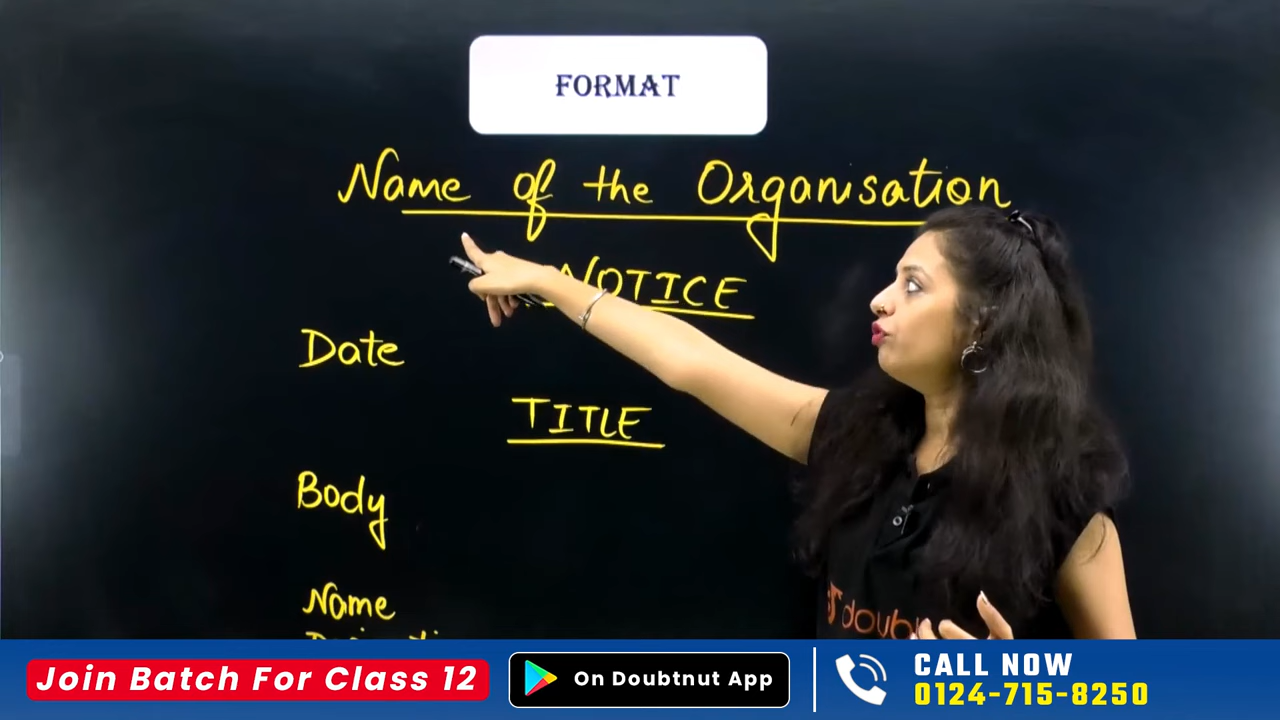 FORMAT
Name of the Organisation
NOTICE
Date
TITLE
Body
Name
Join Batch For Class 12
On Doubtnut App
CALL NOW
0124-715-8250